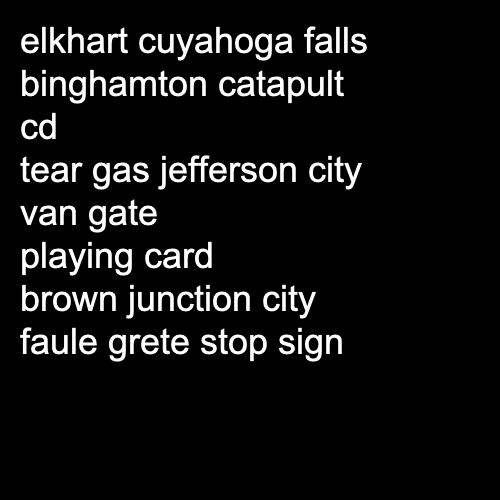 elkhart cuyahoga falls
binghamton catapult
cd
tear gas jefferson city
van gate
playing card
brown junction city
faule grete stop sign